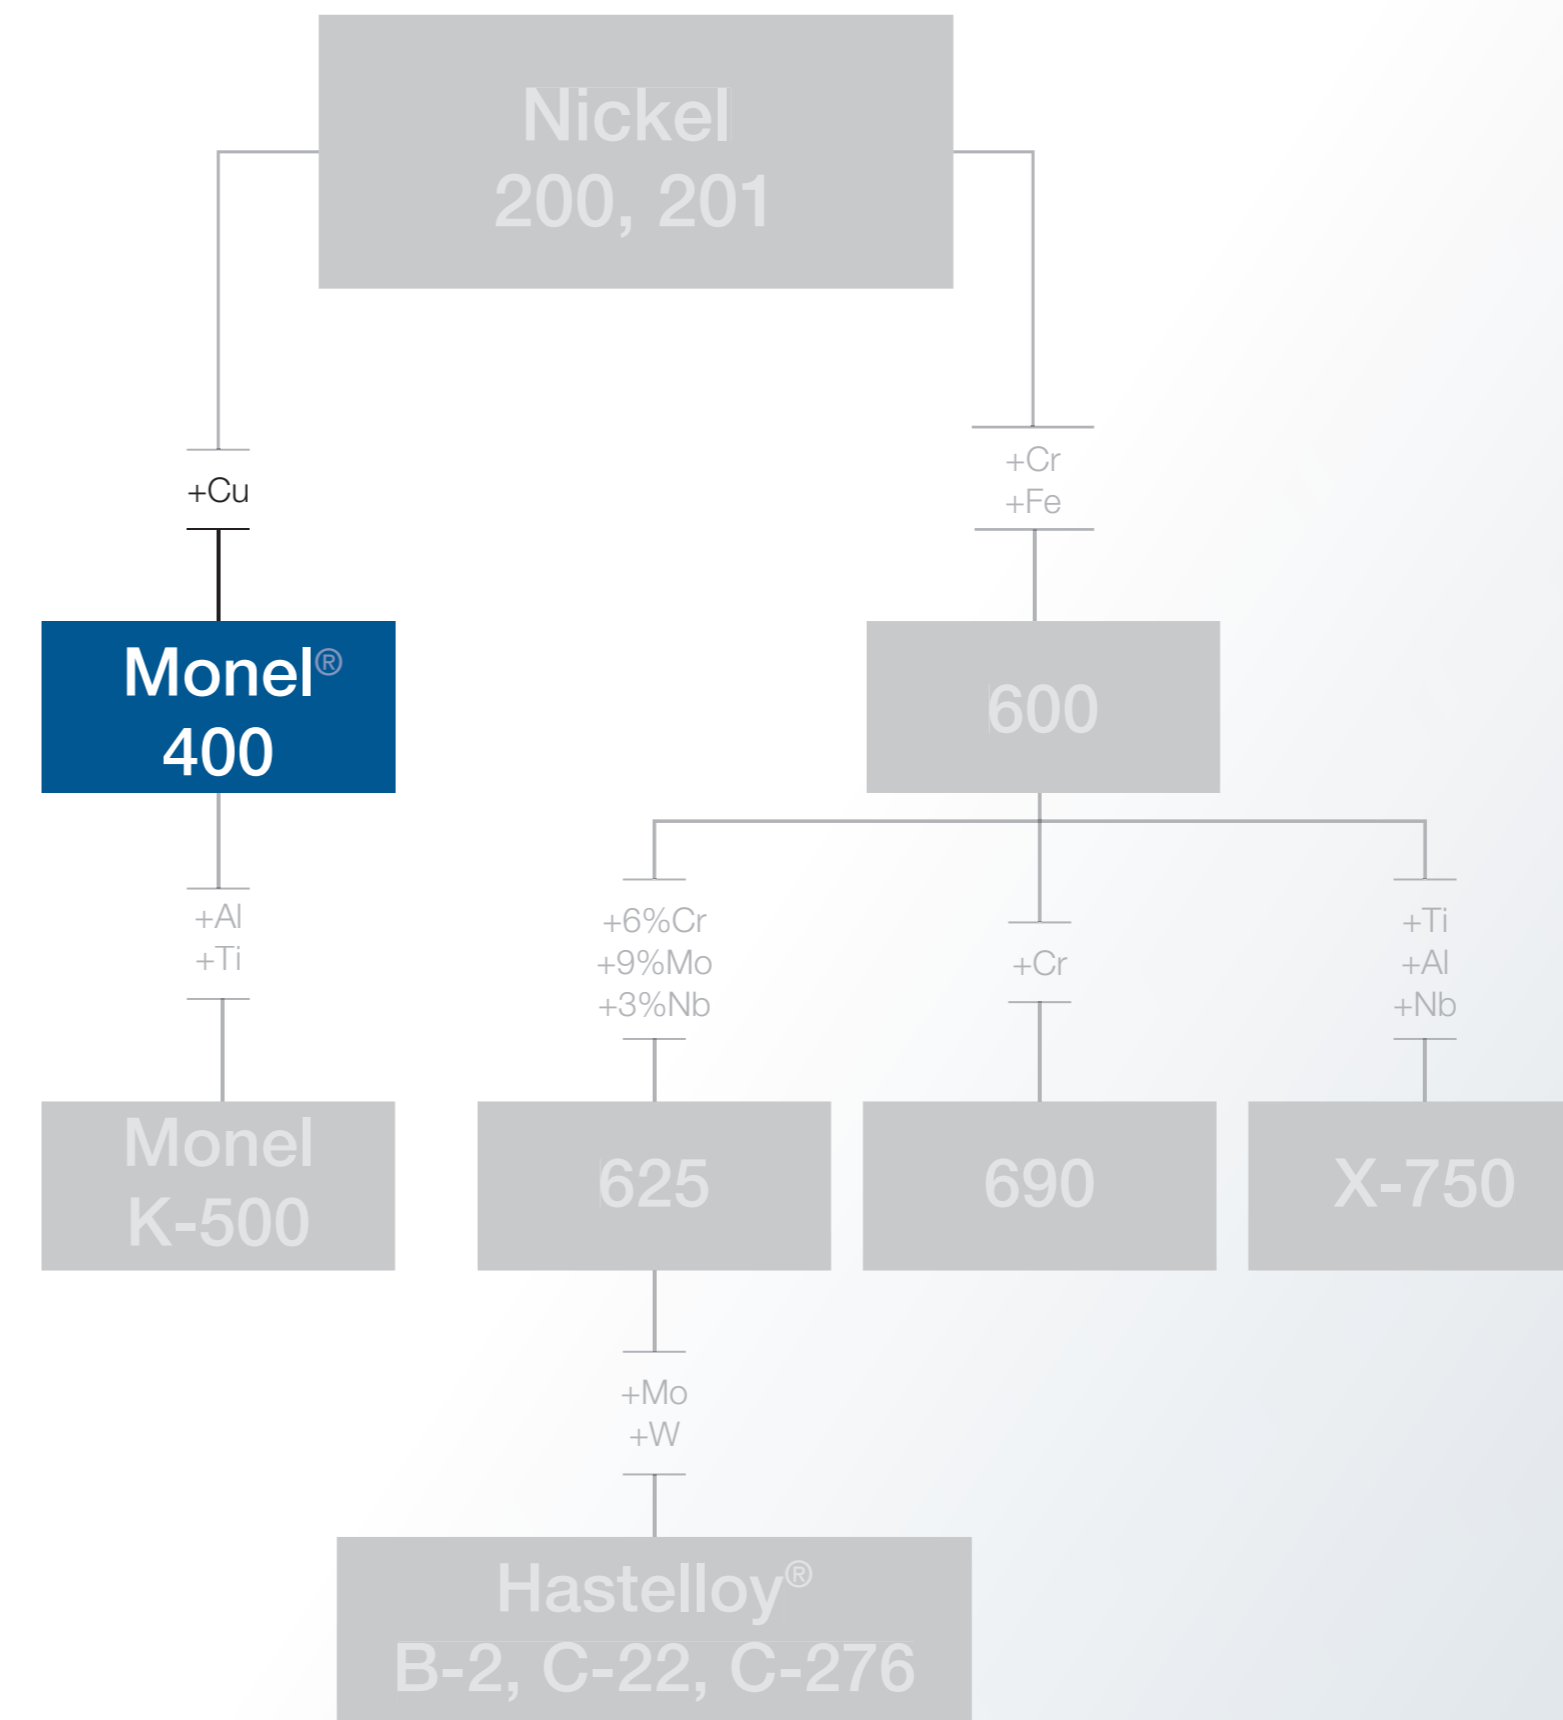 Nickel
200, 201
+Cu
+Cr
+Fe
Monel®
400
600
+Al
+Ti
+6%Cr
+9%Mo
+3%Nb
+Cr
+Ti
+Al
+Nb
Monel
K-500
625
690
X-750
+Mo
+W
Hastelloy®
B-2, C-22, C-276